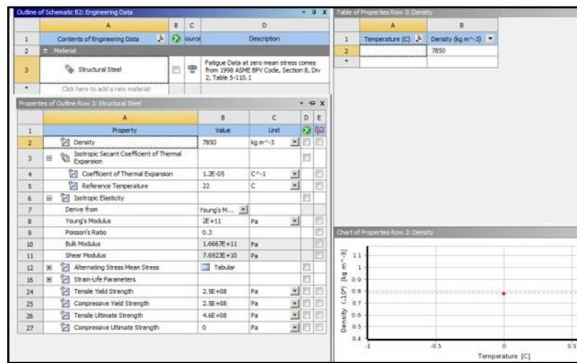 Outline of Schematic B2: Engineering Data
A B C D
1 Contents of Engineering Data Source Description
2 Material
3 Structural Steel Fatigue Data at zero mean stress comes from 1998 ASME BPV Code, Section 8, Div 2, Table 5-110.1
* Click here to add a new material
Properties of Outline Row 3: Structural Steel
A B C D E
1 Property Value Unit
2 Density 7850 kg m^-3
3 Isotropic Secant Coefficient of Thermal Expansion
4 Coefficient of Thermal Expansion 1.2E-05 C^-1
5 Reference Temperature 22 C
6 Isotropic Elasticity
7 Derive from Young's M...
8 Young's Modulus 2E+11 Pa
9 Poisson's Ratio 0.3
10 Bulk Modulus 1.6667E+11 Pa
11 Shear Modulus 7.6923E+10 Pa
12 Alternating Stress Mean Stress Tabular
16 Strain-Life Parameters
24 Tensile Yield Strength 2.5E+08 Pa
25 Compressive Yield Strength 2.5E+08 Pa
26 Tensile Ultimate Strength 4.6E+08 Pa
27 Compressive Ultimate Strength 0 Pa
Table of Properties Row 2: Density
A B
1 Temperature (C) Density (kg m^-3)
2 7850
*
Chart of Properties Row 2: Density
1.1
1
0.9
0.8
0.7
0.6
0.5
0.4
-1 -0.5 0 0.5
Temperature [C]